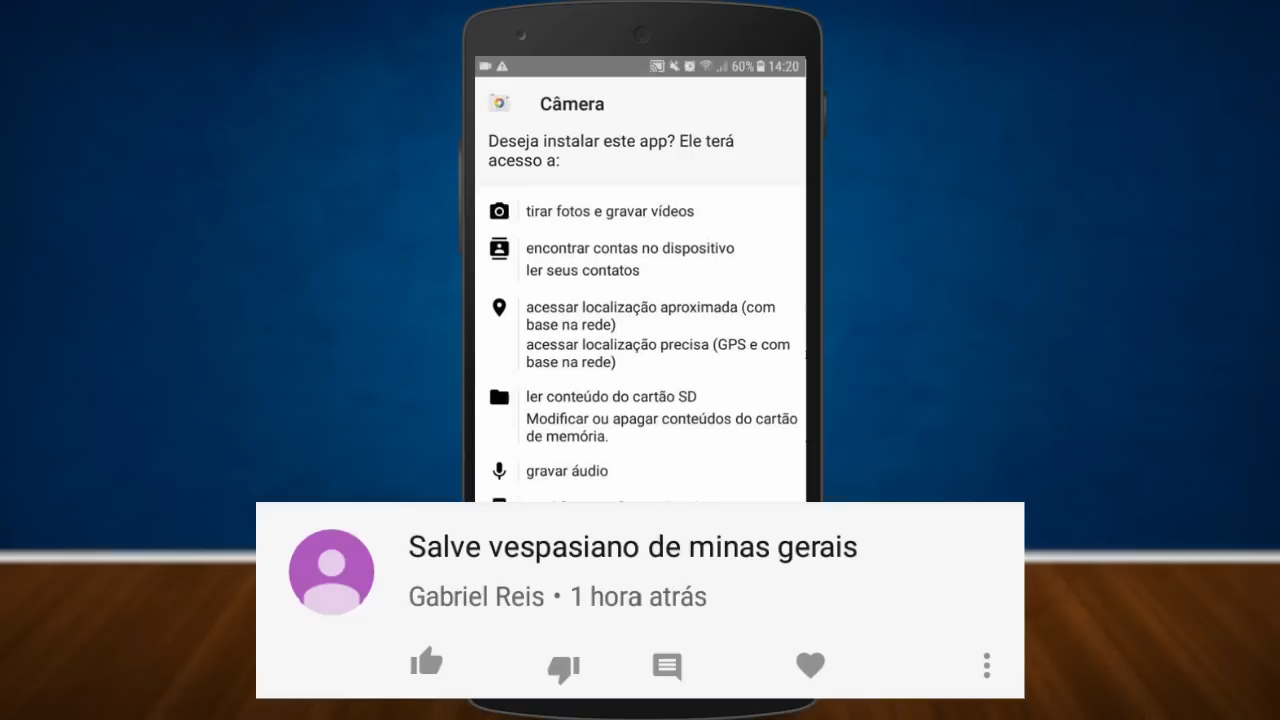 60% 14:20
Câmera
Deseja instalar este app? Ele terá
acesso a:
tirar fotos e gravar vídeos
encontrar contas no dispositivo
ler seus contatos
acessar localização aproximada (com
base na rede)
acessar localização precisa (GPS e com
base na rede)
ler conteúdo do cartão SD
Modificar ou apagar conteúdos do cartão
de memória.
gravar áudio
Salve vespasiano de minas gerais
Gabriel Reis • 1 hora atrás